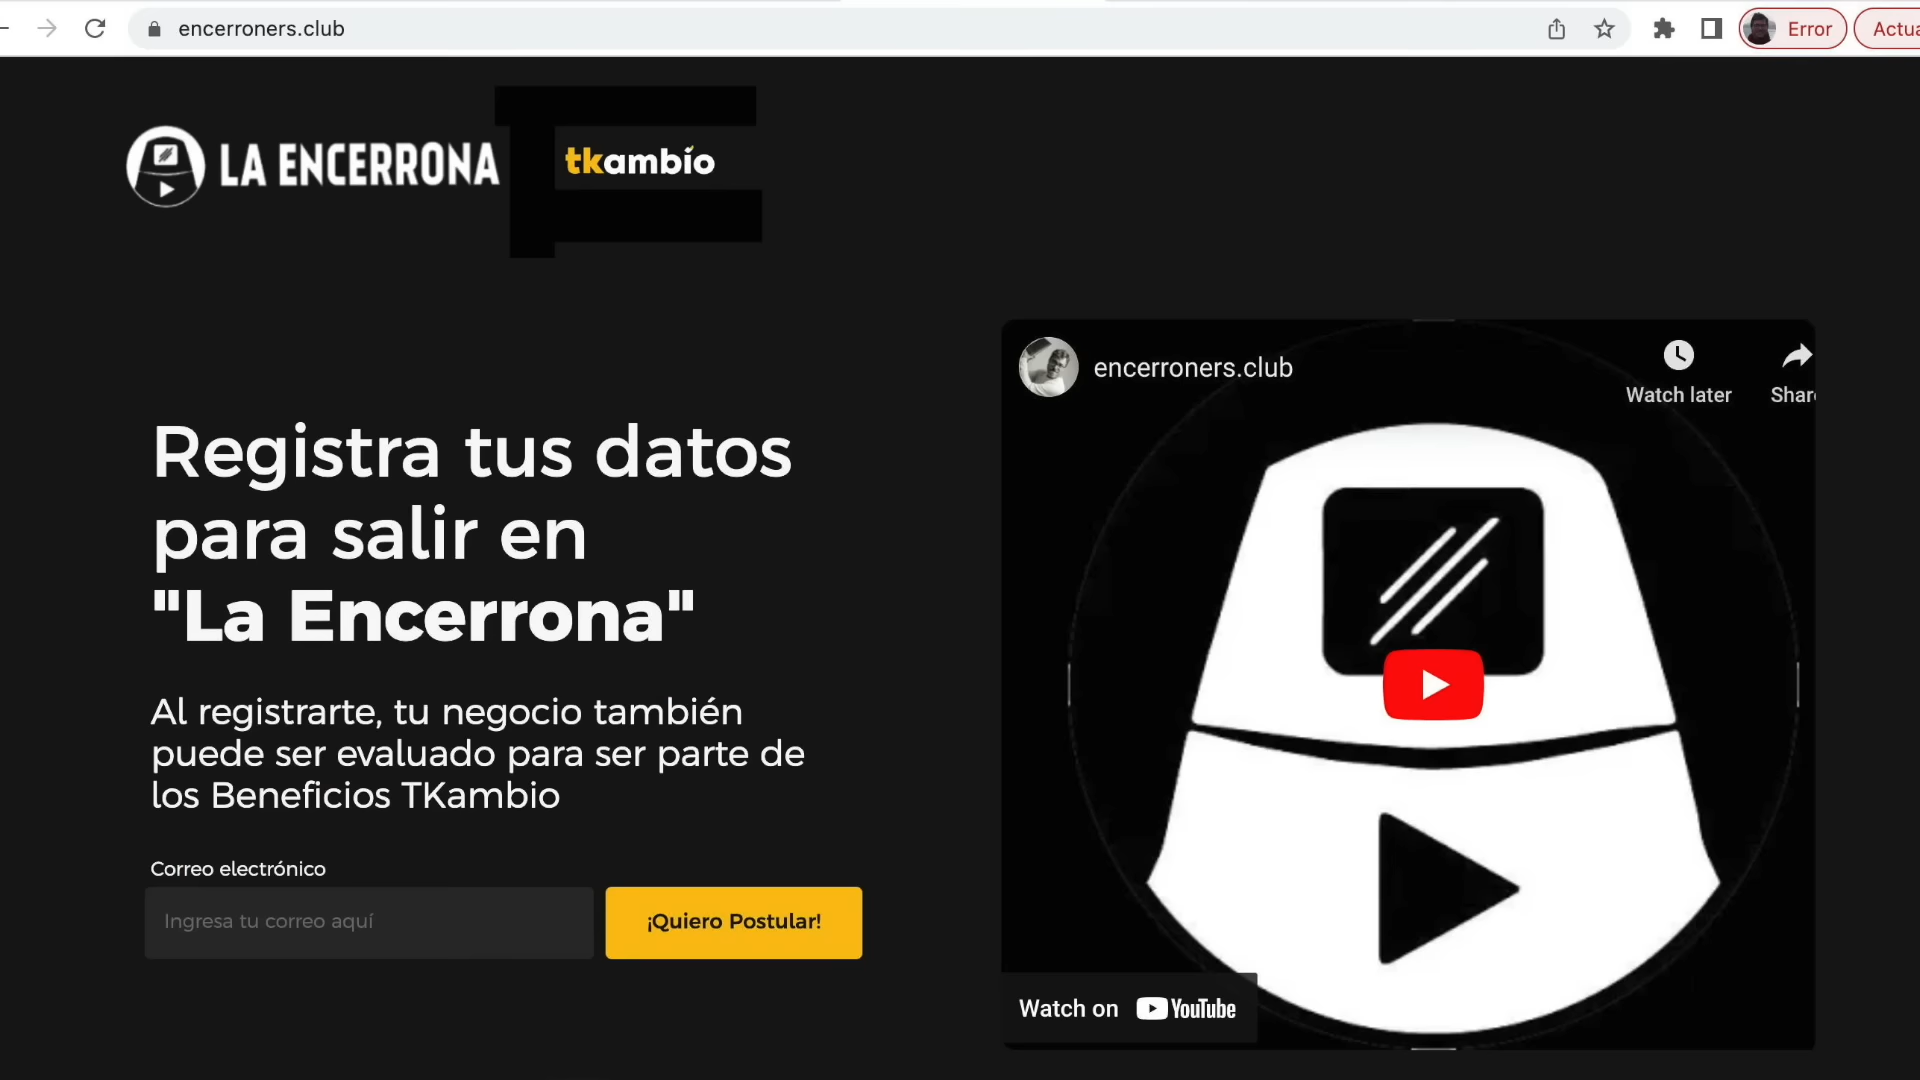 encerroners.club
Error
Actua
LA ENCERRONA
tkambio
encerroners.club
Watch later
Share
Registra tus datos
para salir en
"La Encerrona"
Al registrarte, tu negocio también
puede ser evaluado para ser parte de
los Beneficios TKambio
Correo electrónico
Ingresa tu correo aquí
¡Quiero Postular!
Watch on YouTube